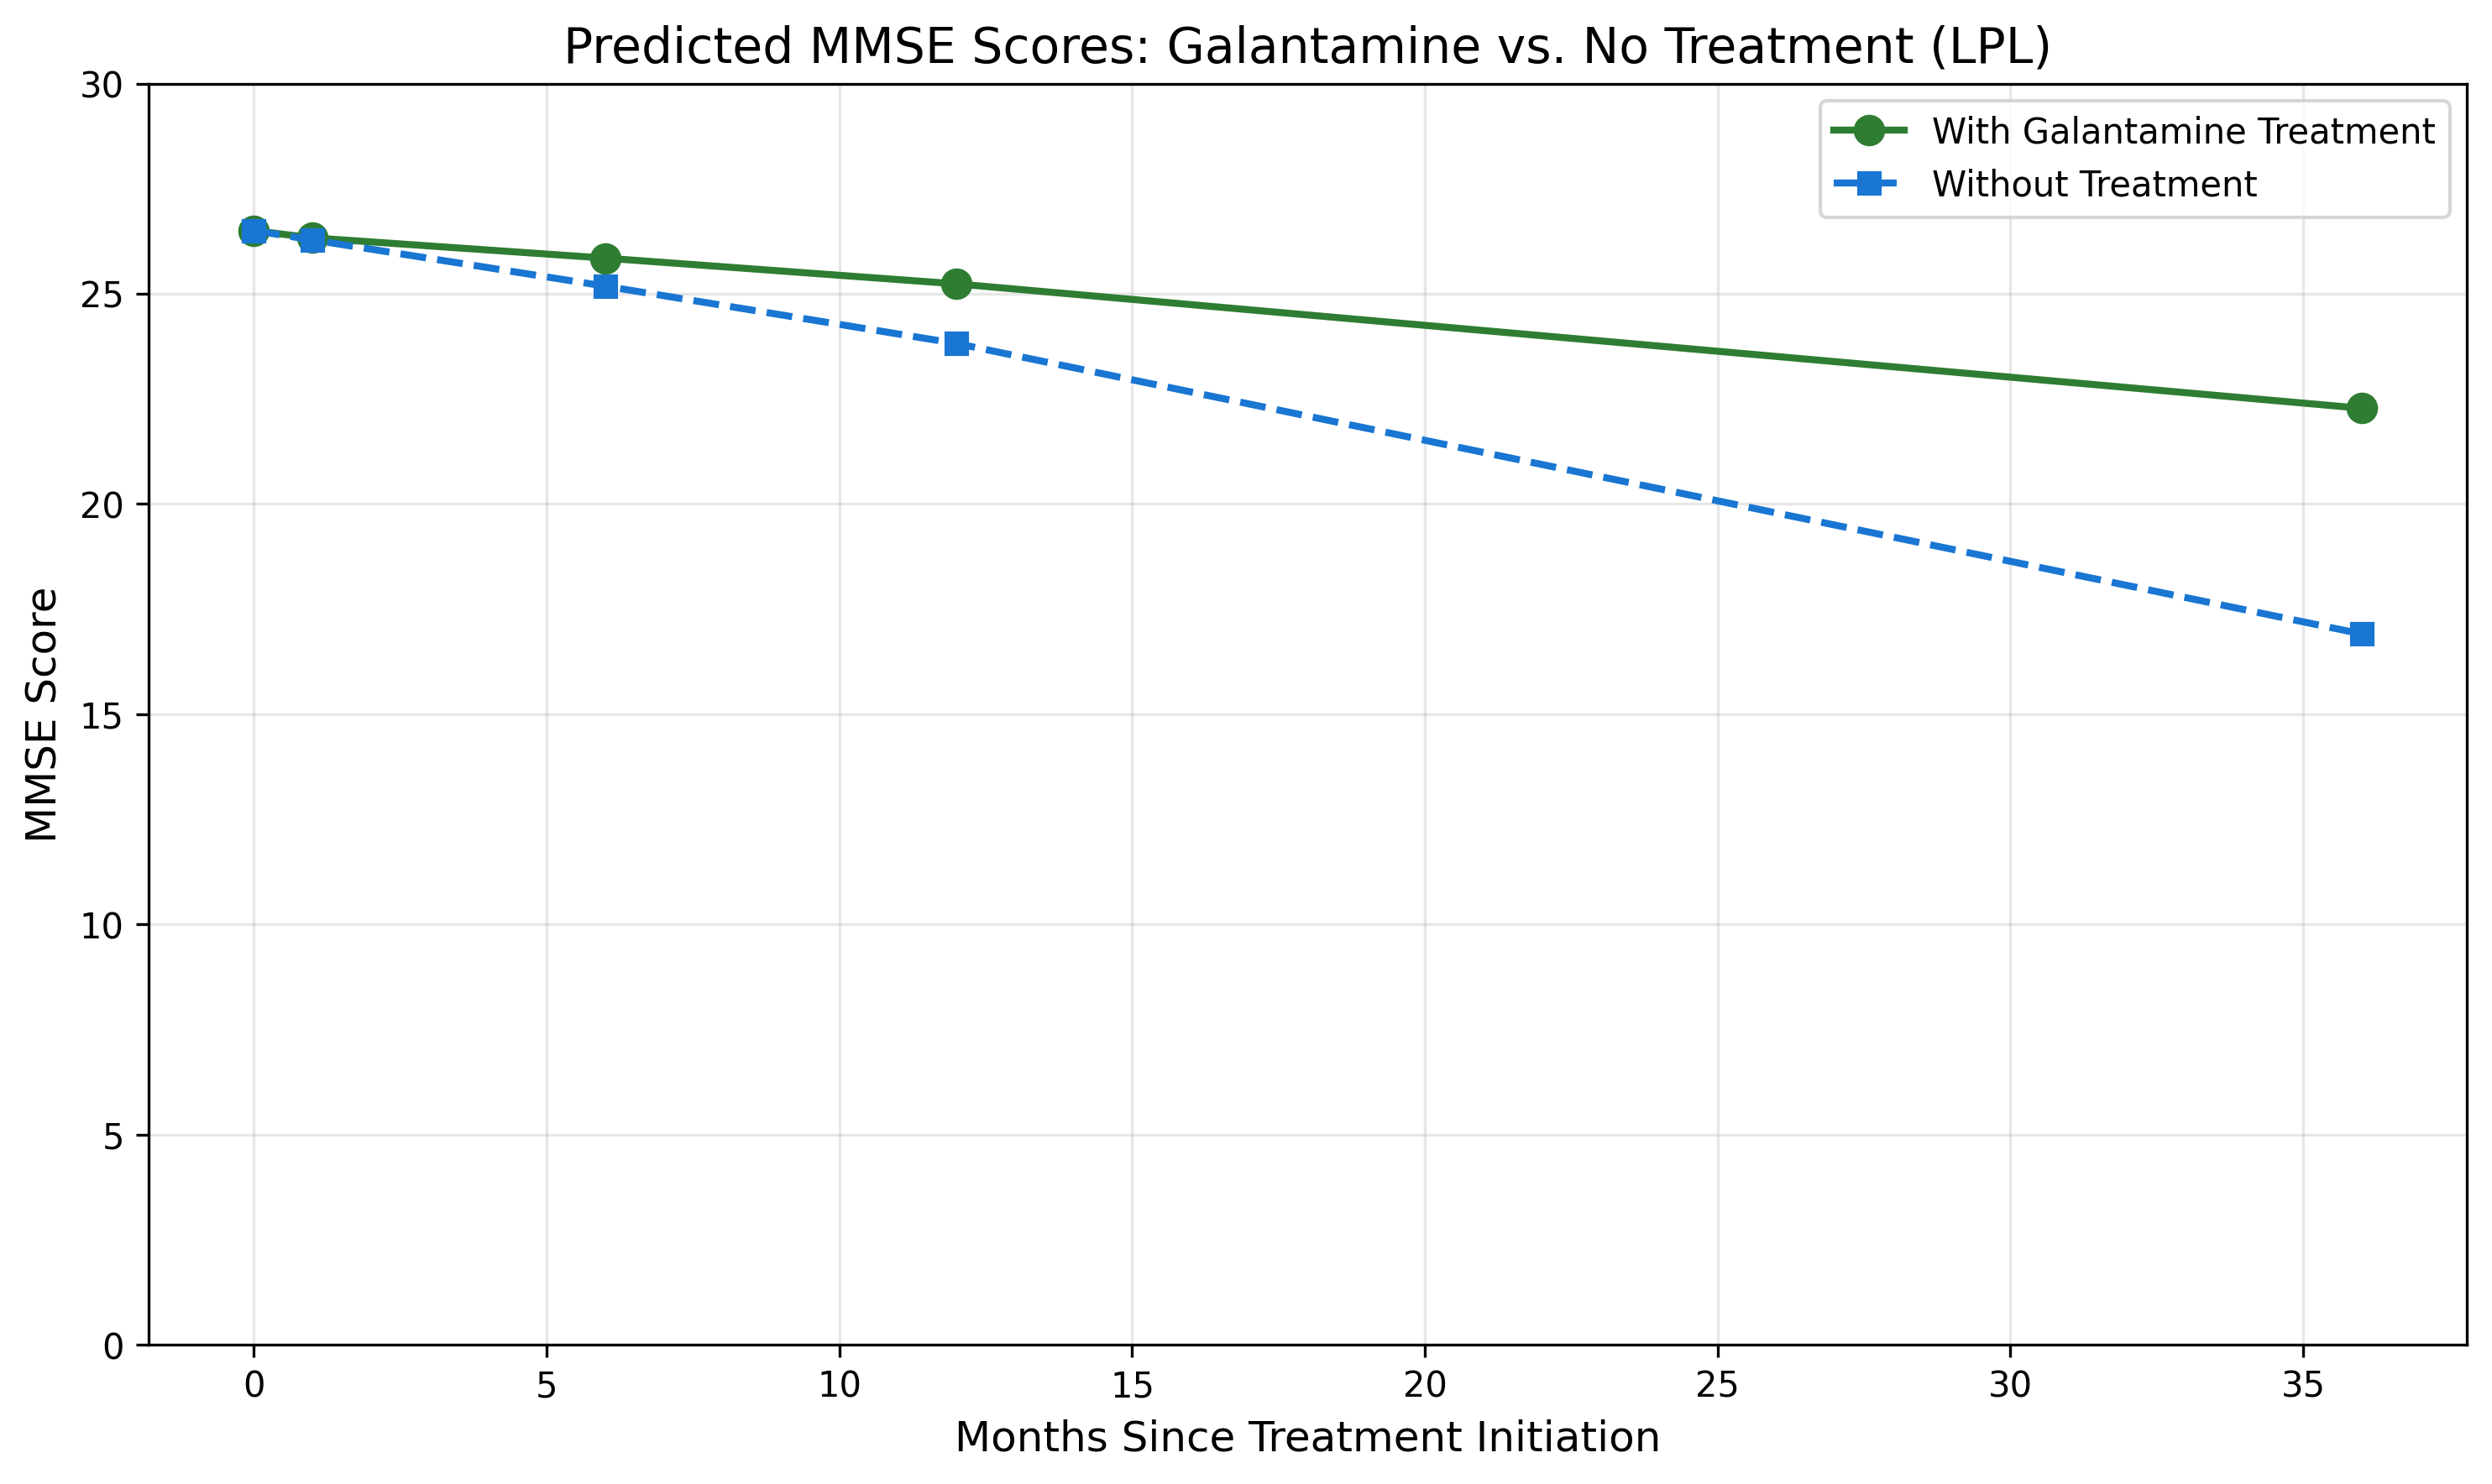 Predicted MMSE Scores: Galantamine vs. No Treatment (LPL)
With Galantamine Treatment
Without Treatment
MMSE Score
30
25
20
15
10
5
0
0 5 10 15 20 25 30 35
Months Since Treatment Initiation